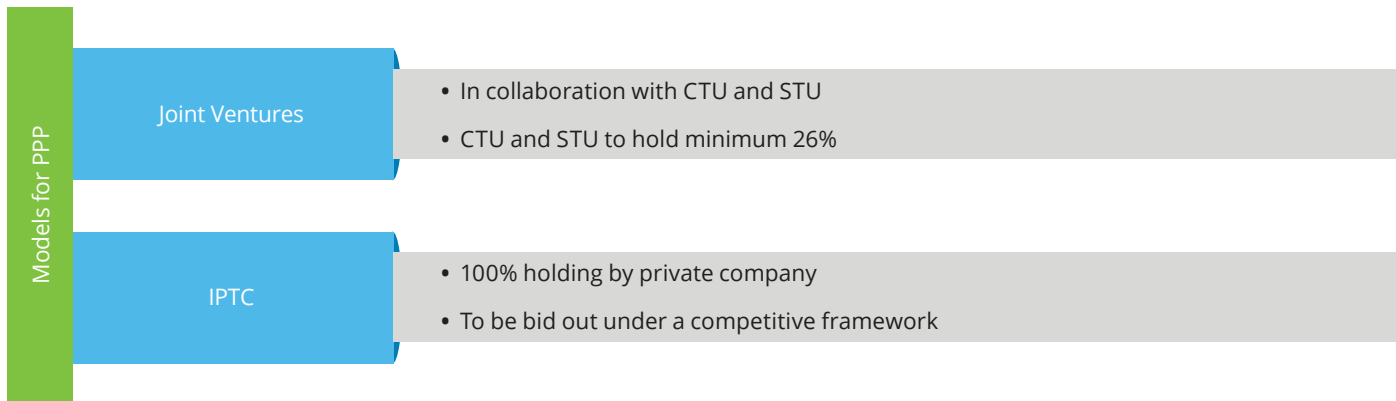 Models for PPP
Joint Ventures
• In collaboration with CTU and STU
• CTU and STU to hold minimum 26%
IPTC
• 100% holding by private company
• To be bid out under a competitive framework